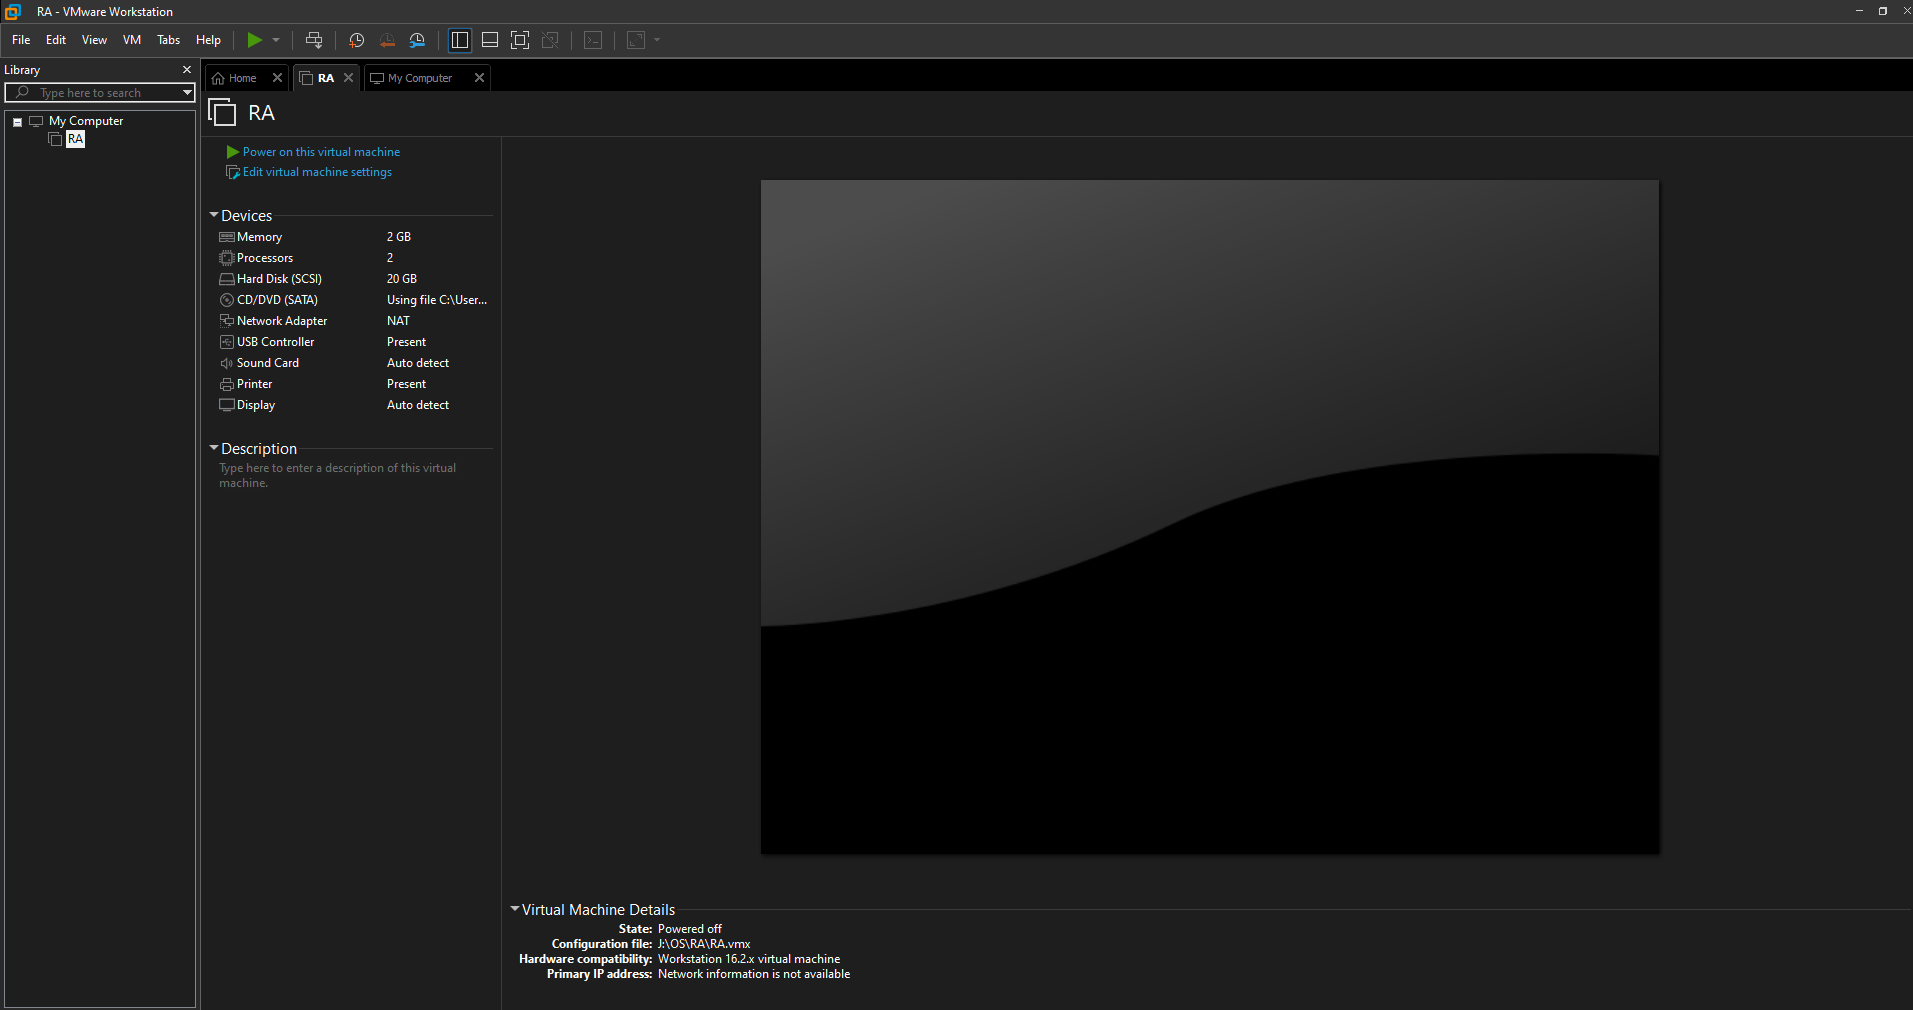 RA - VMware Workstation
File Edit View VM Tabs Help
Library
Type here to search
My Computer
RA
Home RA My Computer
RA
Power on this virtual machine
Edit virtual machine settings
Devices
Memory 2 GB
Processors 2
Hard Disk (SCSI) 20 GB
CD/DVD (SATA) Using file C:\User...
Network Adapter NAT
USB Controller Present
Sound Card Auto detect
Printer Present
Display Auto detect
Description
Type here to enter a description of this virtual
machine.
Virtual Machine Details
State: Powered off
Configuration file: J:\OS\RA\RA.vmx
Hardware compatibility: Workstation 16.2.x virtual machine
Primary IP address: Network information is not available